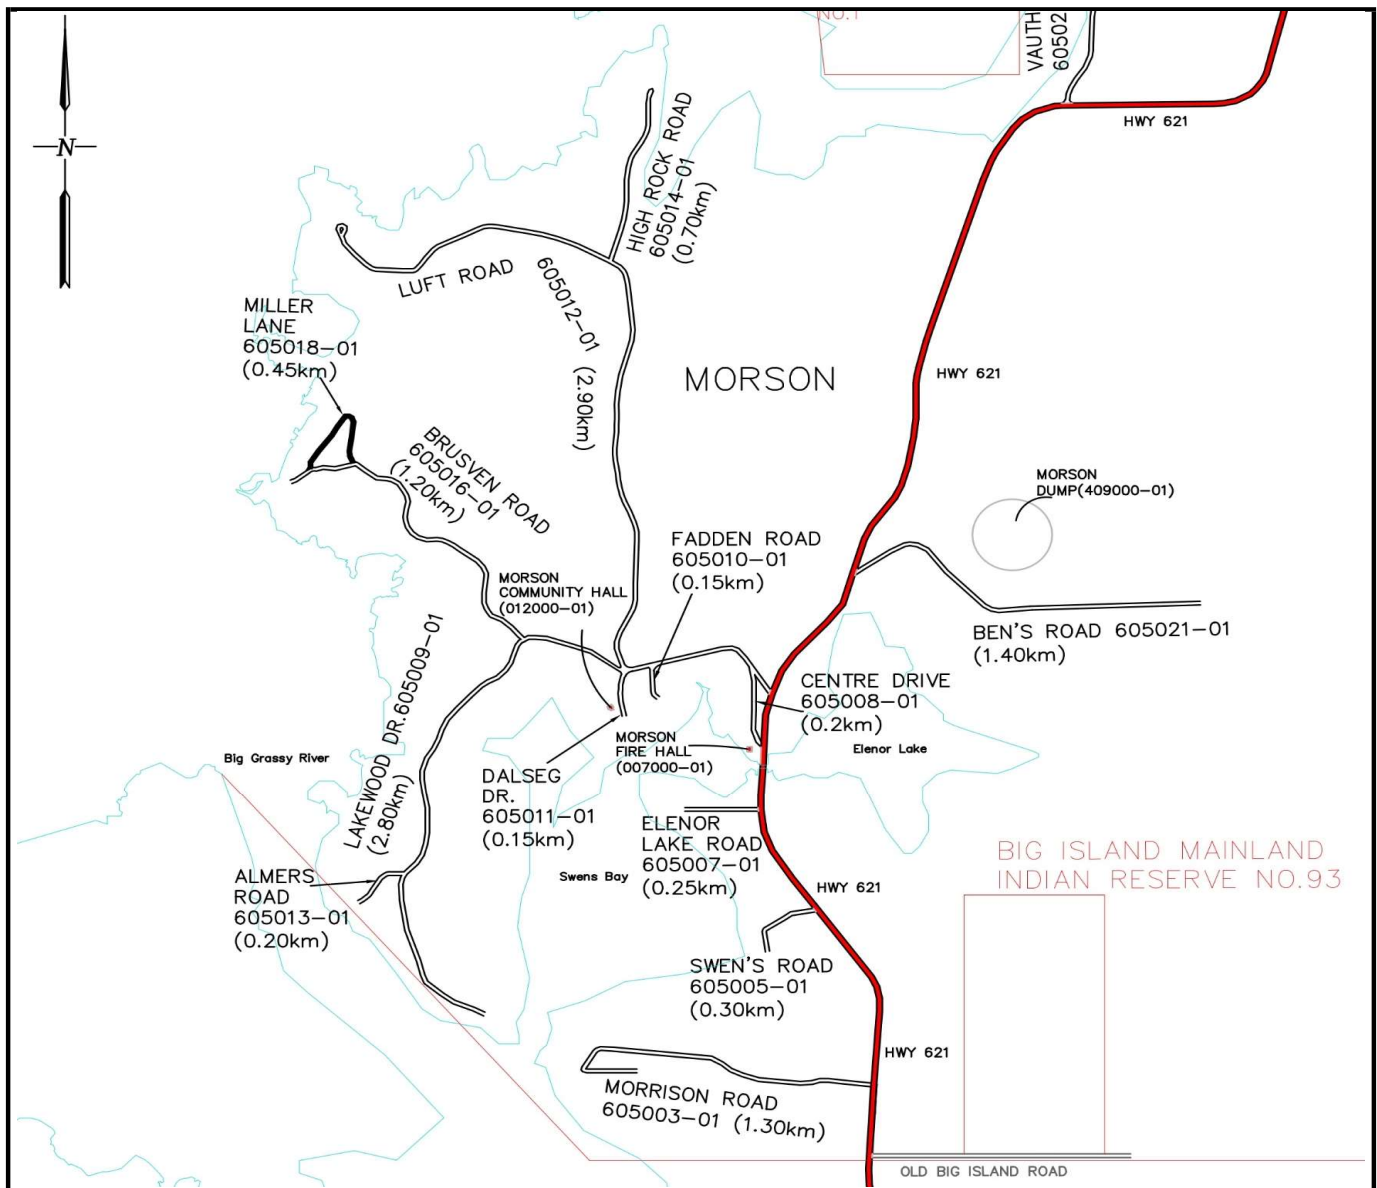 NO.1
VAUTH
60502
HWY 621
N
HIGH ROCK ROAD
605014-01
(0.70km)
LUFT ROAD
605012-01 (2.90km)
MILLER
LANE
605018-01
(0.45km)
MORSON
HWY 621
BRUSVEN ROAD
605016-01
(1.20km)
MORSON
DUMP(409000-01)
FADDEN ROAD
605010-01
(0.15km)
MORSON
COMMUNITY HALL
(012000-01)
BEN'S ROAD 605021-01
(1.40km)
LAKEWOOD DR.605009-01
(2.80km)
CENTRE DRIVE
605008-01
(0.2km)
MORSON
FIRE HALL
(007000-01)
Elenor Lake
Big Grassy River
DALSEG
DR.
605011-01
(0.15km)
ELENOR
LAKE ROAD
605007-01
(0.25km)
BIG ISLAND MAINLAND
INDIAN RESERVE NO.93
ALMERS
ROAD
605013-01
(0.20km)
Swens Bay
HWY 621
SWEN'S ROAD
605005-01
(0.30km)
HWY 621
MORRISON ROAD
605003-01 (1.30km)
OLD BIG ISLAND ROAD